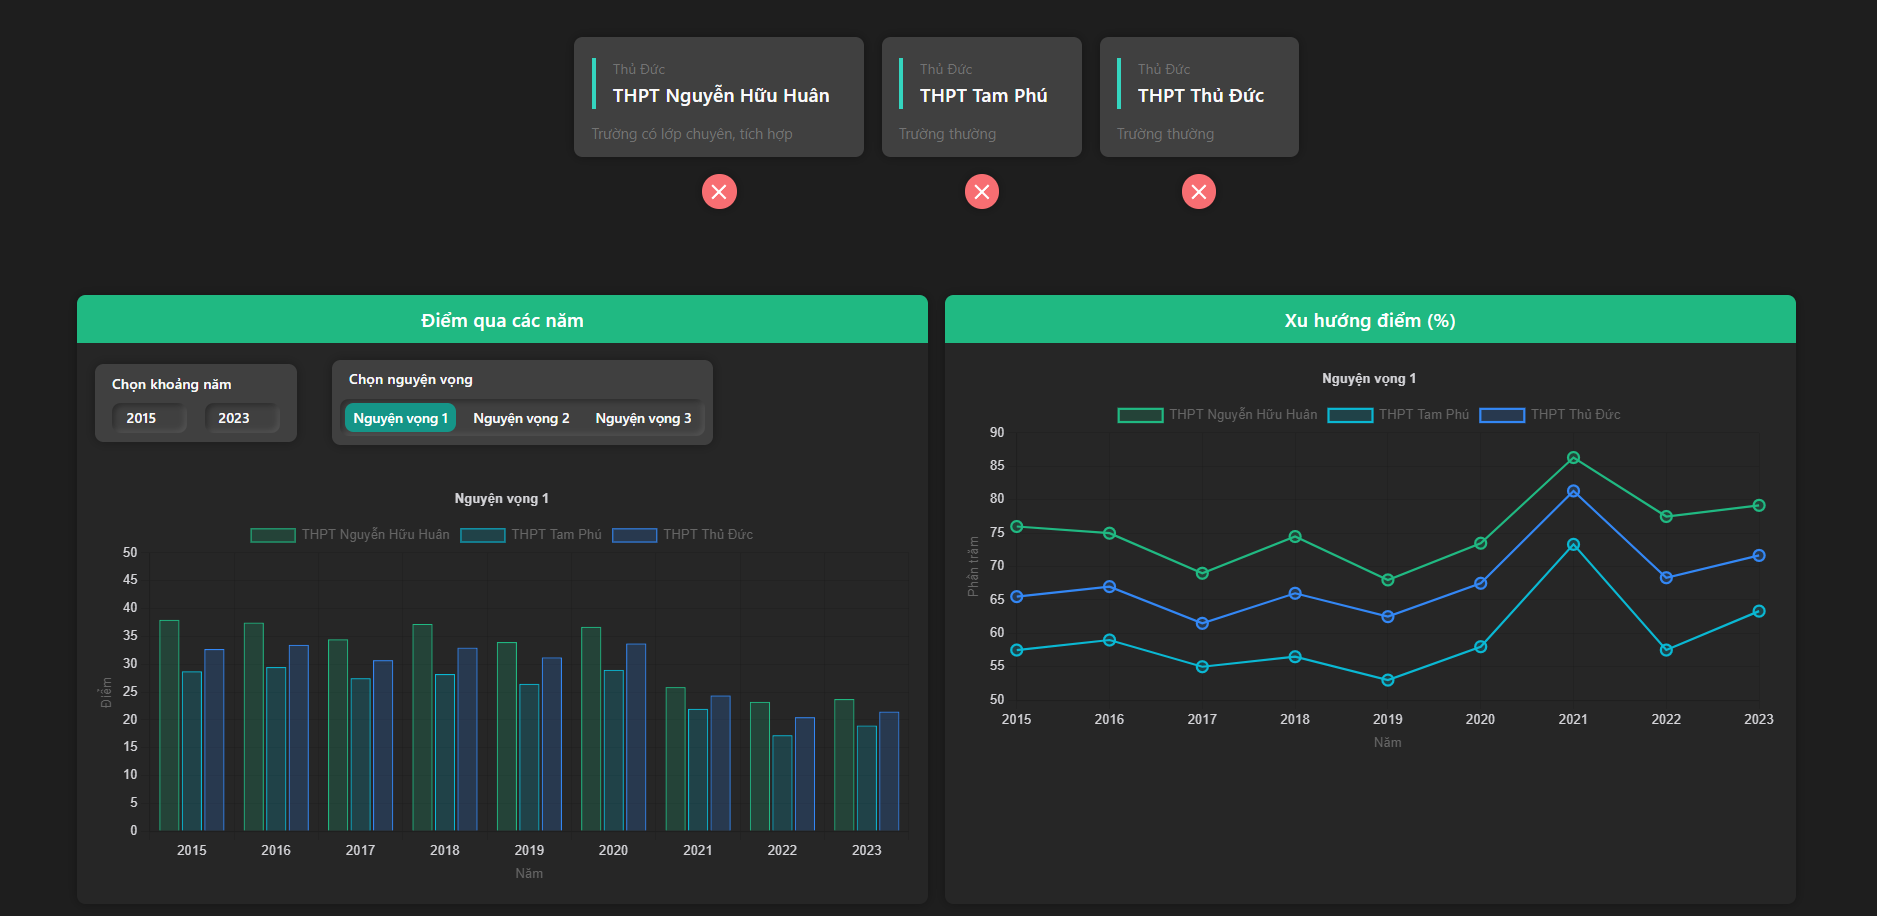 Thủ Đức
THPT Nguyễn Hữu Huân
Trường có lớp chuyên, tích hợp
Thủ Đức
THPT Tam Phú
Trường thường
Thủ Đức
THPT Thủ Đức
Trường thường
Điểm qua các năm
Chọn khoảng năm
2015 2023
Chọn nguyện vọng
Nguyện vọng 1 Nguyện vọng 2 Nguyện vọng 3
Nguyện vọng 1
THPT Nguyễn Hữu Huân THPT Tam Phú THPT Thủ Đức
50
45
40
35
30
25
20
15
10
5
0
Điểm
2015 2016 2017 2018 2019 2020 2021 2022 2023
Năm
Xu hướng điểm (%)
Nguyện vọng 1
THPT Nguyễn Hữu Huân THPT Tam Phú THPT Thủ Đức
90
85
80
75
70
65
60
55
50
Phần trăm
2015 2016 2017 2018 2019 2020 2021 2022 2023
Năm